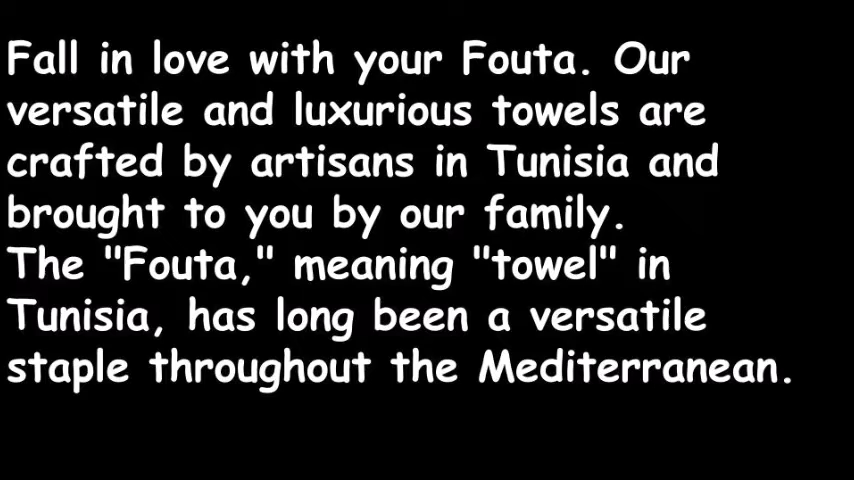 Fall in love with your Fouta. Our
versatile and luxurious towels are
crafted by artisans in Tunisia and
brought to you by our family.
The "Fouta," meaning "towel" in
Tunisia, has long been a versatile
staple throughout the Mediterranean.